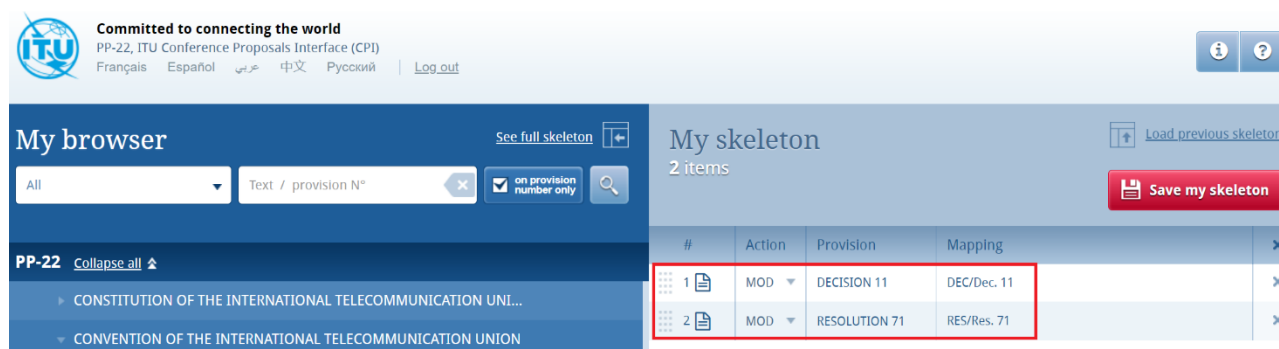 ITU
Committed to connecting the world
PP-22, ITU Conference Proposals Interface (CPI)
Français Español عربي 中文 Русский | Log out
i ?
My browser
See full skeleton
All
Text / provision N°
on provision
number only
PP-22 Collapse all
CONSTITUTION OF THE INTERNATIONAL TELECOMMUNICATION UNI...
CONVENTION OF THE INTERNATIONAL TELECOMMUNICATION UNION
My skeleton
2 items
Load previous skeleton
Save my skeleton
# Action Provision Mapping
1 MOD DECISION 11 DEC/Dec. 11
2 MOD RESOLUTION 71 RES/Res. 71